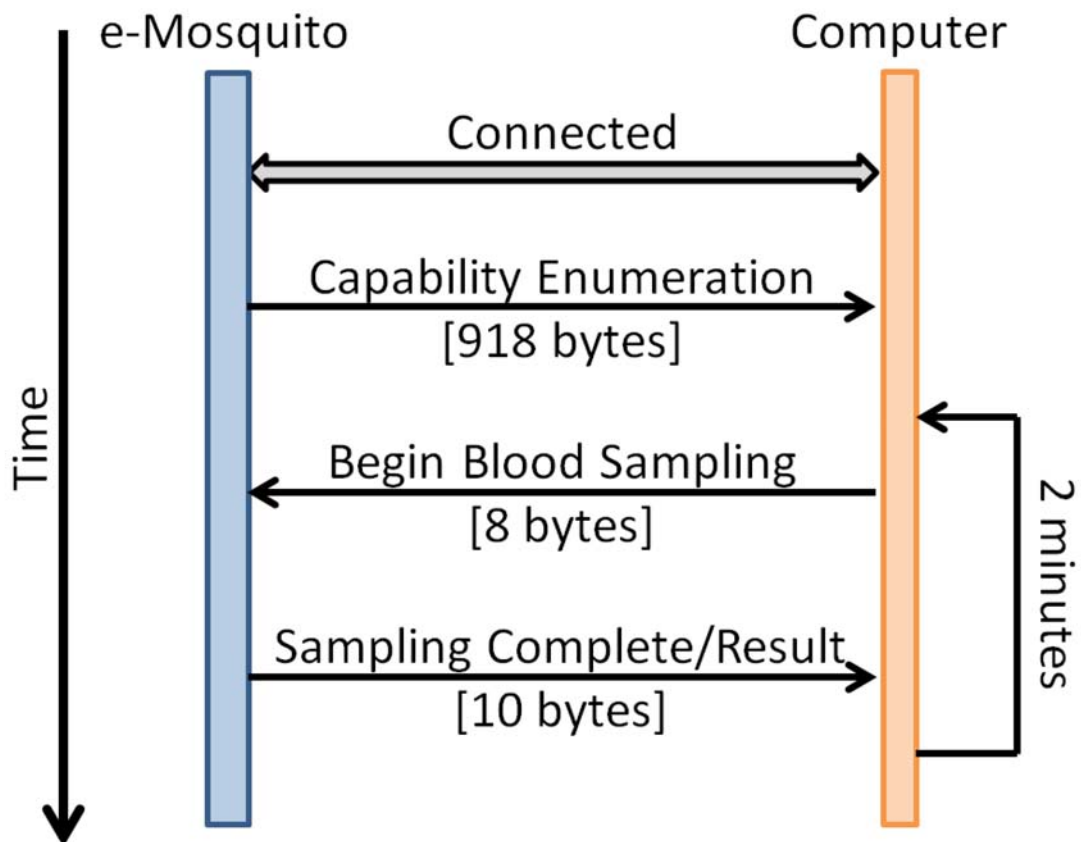 e-Mosquito
Computer
Connected
Capability Enumeration
[918 bytes]
Time
Begin Blood Sampling
[8 bytes]
2 minutes
Sampling Complete/Result
[10 bytes]